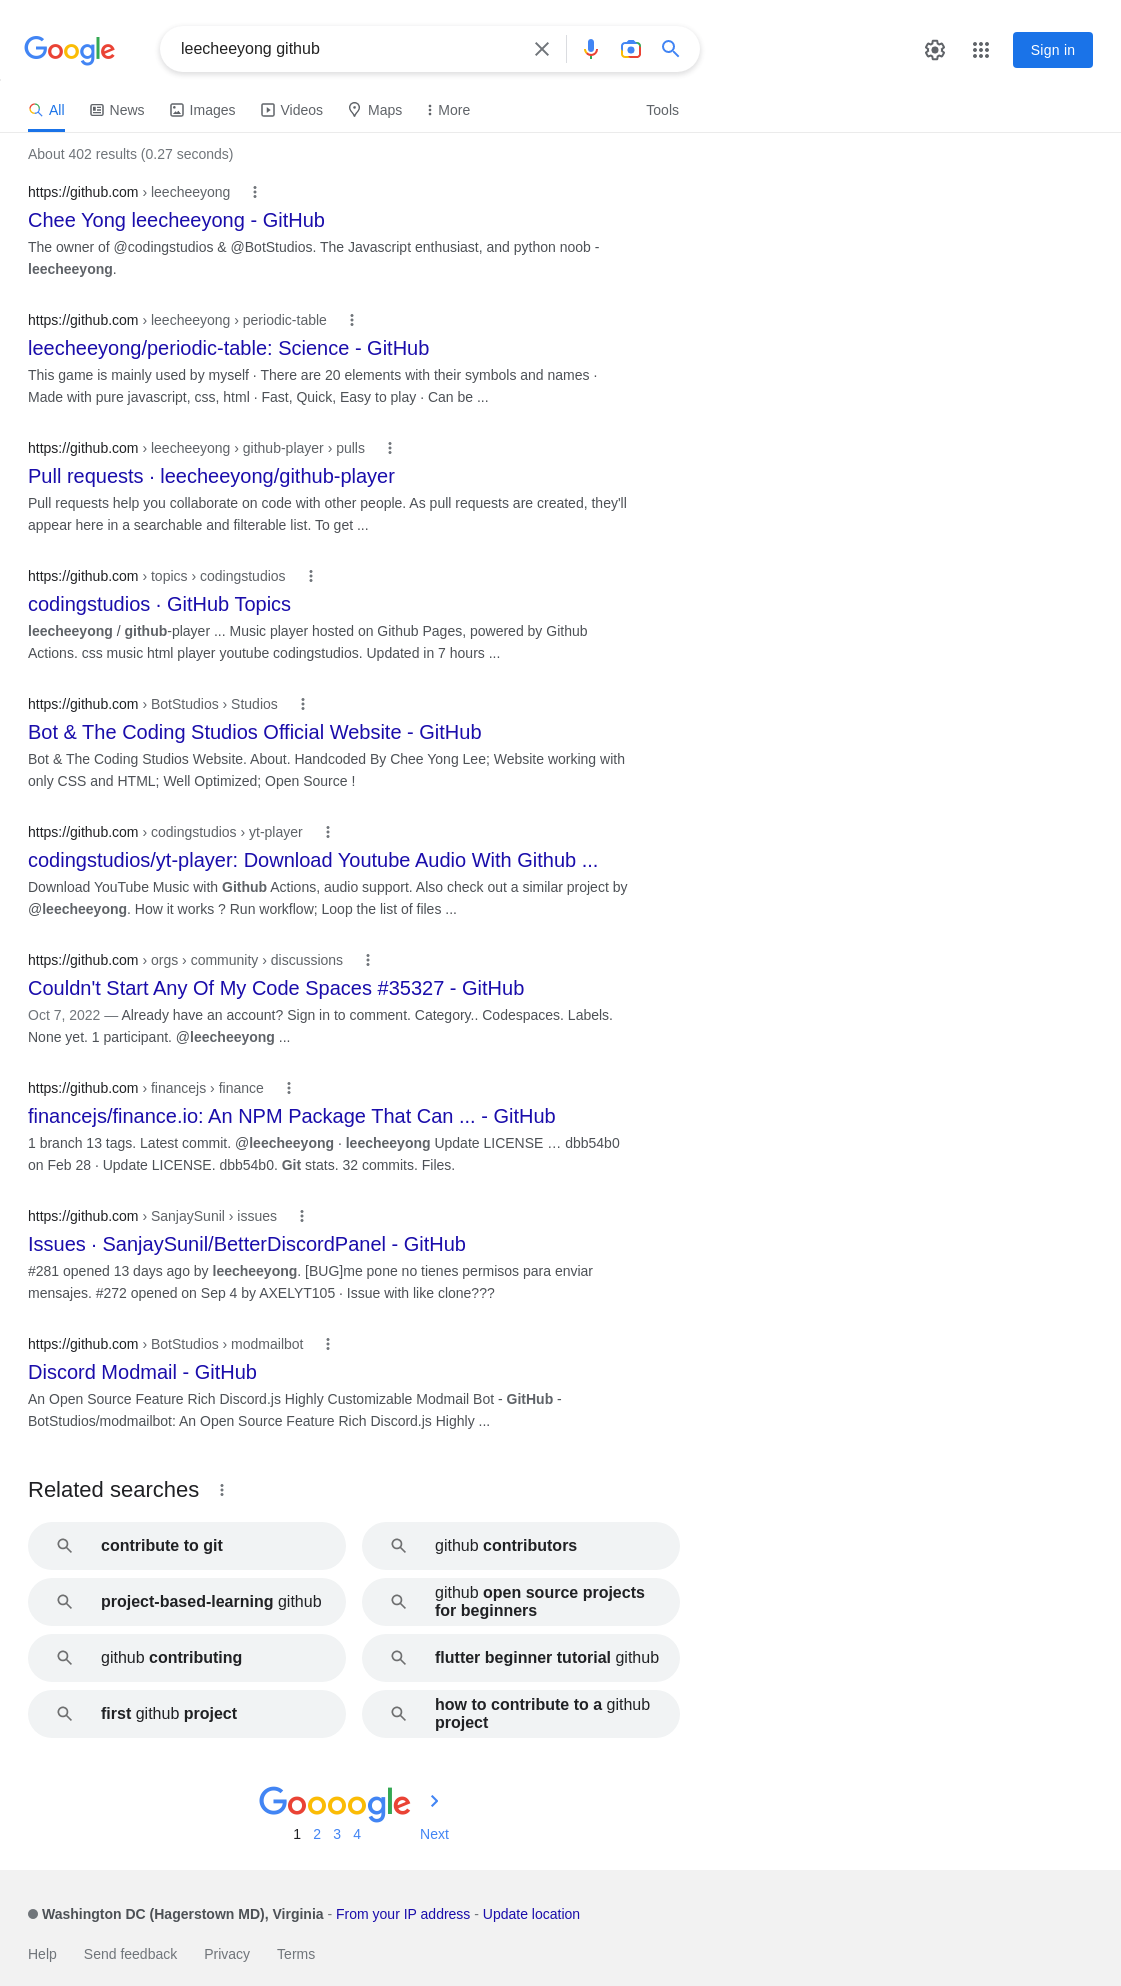 Google
leecheeyong github
Sign in
All News Images Videos Maps More Tools
About 402 results (0.27 seconds)
https://github.com › leecheeyong
Chee Yong leecheeyong - GitHub
The owner of @codingstudios & @BotStudios. The Javascript enthusiast, and python noob -
leecheeyong.
https://github.com › leecheeyong › periodic-table
leecheeyong/periodic-table: Science - GitHub
This game is mainly used by myself · There are 20 elements with their symbols and names ·
Made with pure javascript, css, html · Fast, Quick, Easy to play · Can be ...
https://github.com › leecheeyong › github-player › pulls
Pull requests · leecheeyong/github-player
Pull requests help you collaborate on code with other people. As pull requests are created, they'll
appear here in a searchable and filterable list. To get ...
https://github.com › topics › codingstudios
codingstudios · GitHub Topics
leecheeyong / github-player ... Music player hosted on Github Pages, powered by Github
Actions. css music html player youtube codingstudios. Updated in 7 hours ...
https://github.com › BotStudios › Studios
Bot & The Coding Studios Official Website - GitHub
Bot & The Coding Studios Website. About. Handcoded By Chee Yong Lee; Website working with
only CSS and HTML; Well Optimized; Open Source !
https://github.com › codingstudios › yt-player
codingstudios/yt-player: Download Youtube Audio With Github ...
Download YouTube Music with Github Actions, audio support. Also check out a similar project by
@leecheeyong. How it works ? Run workflow; Loop the list of files ...
https://github.com › orgs › community › discussions
Couldn't Start Any Of My Code Spaces #35327 - GitHub
Oct 7, 2022 — Already have an account? Sign in to comment. Category.. Codespaces. Labels.
None yet. 1 participant. @leecheeyong ...
https://github.com › financejs › finance
financejs/finance.io: An NPM Package That Can ... - GitHub
1 branch 13 tags. Latest commit. @leecheeyong · leecheeyong Update LICENSE … dbb54b0
on Feb 28 · Update LICENSE. dbb54b0. Git stats. 32 commits. Files.
https://github.com › SanjaySunil › issues
Issues · SanjaySunil/BetterDiscordPanel - GitHub
#281 opened 13 days ago by leecheeyong. [BUG]me pone no tienes permisos para enviar
mensajes. #272 opened on Sep 4 by AXELYT105 · Issue with like clone???
https://github.com › BotStudios › modmailbot
Discord Modmail - GitHub
An Open Source Feature Rich Discord.js Highly Customizable Modmail Bot - GitHub -
BotStudios/modmailbot: An Open Source Feature Rich Discord.js Highly ...
Related searches
contribute to git
github contributors
project-based-learning github
github open source projects
for beginners
github contributing
flutter beginner tutorial github
first github project
how to contribute to a github
project
Goooogle
1 2 3 4 Next
Washington DC (Hagerstown MD), Virginia - From your IP address - Update location
Help Send feedback Privacy Terms